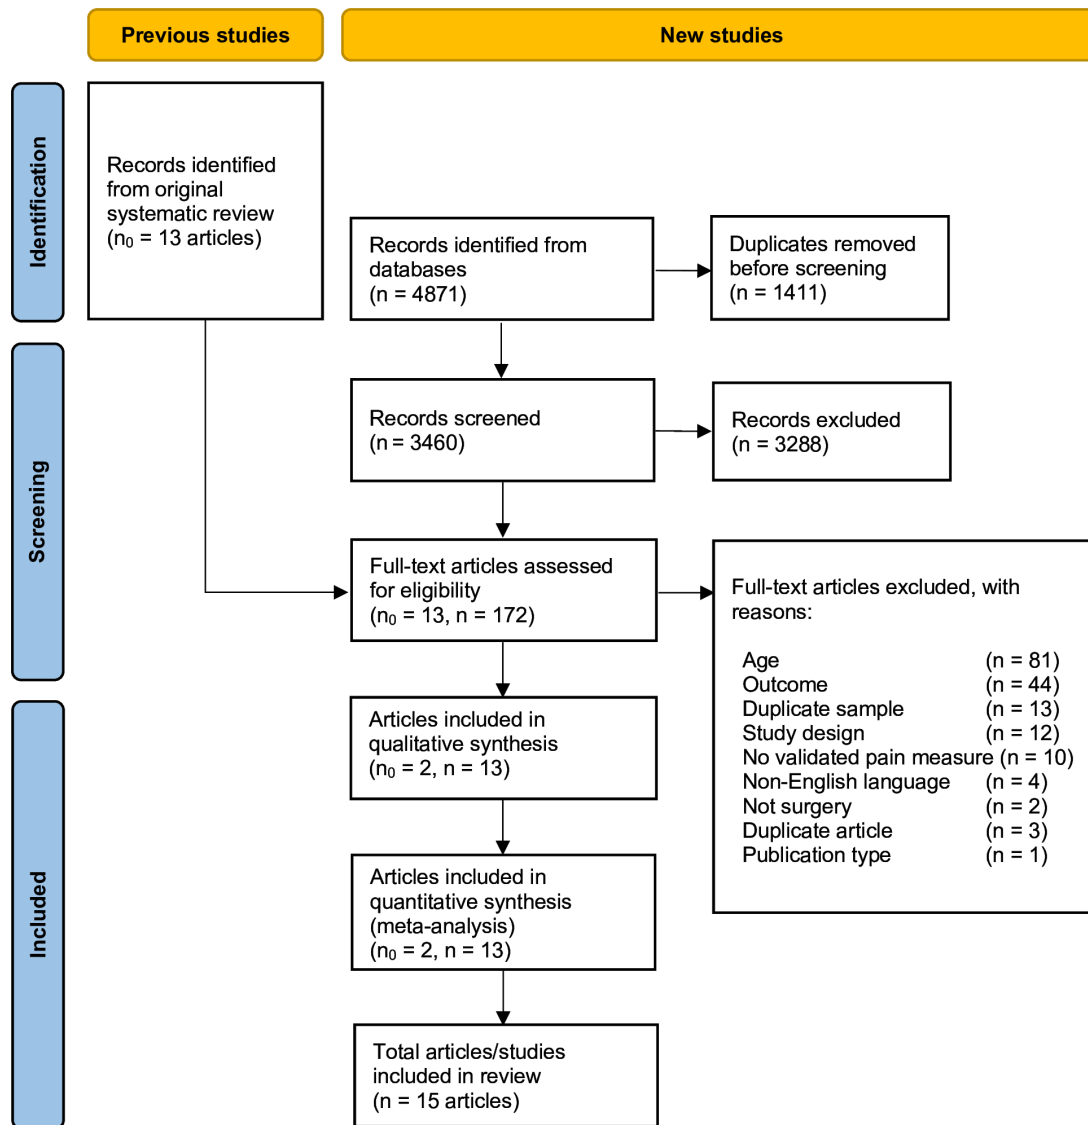 Previous studies
New studies
Identification
Records identified
from original
systematic review
(n₀ = 13 articles)
Records identified from
databases
(n = 4871)
Duplicates removed
before screening
(n = 1411)
Screening
Records screened
(n = 3460)
Records excluded
(n = 3288)
Full-text articles assessed
for eligibility
(n₀ = 13, n = 172)
Full-text articles excluded, with
reasons:
Age (n = 81)
Outcome (n = 44)
Duplicate sample (n = 13)
Study design (n = 12)
No validated pain measure (n = 10)
Non-English language (n = 4)
Not surgery (n = 2)
Duplicate article (n = 3)
Publication type (n = 1)
Included
Articles included in
qualitative synthesis
(n₀ = 2, n = 13)
Articles included in
quantitative synthesis
(meta-analysis)
(n₀ = 2, n = 13)
Total articles/studies
included in review
(n = 15 articles)